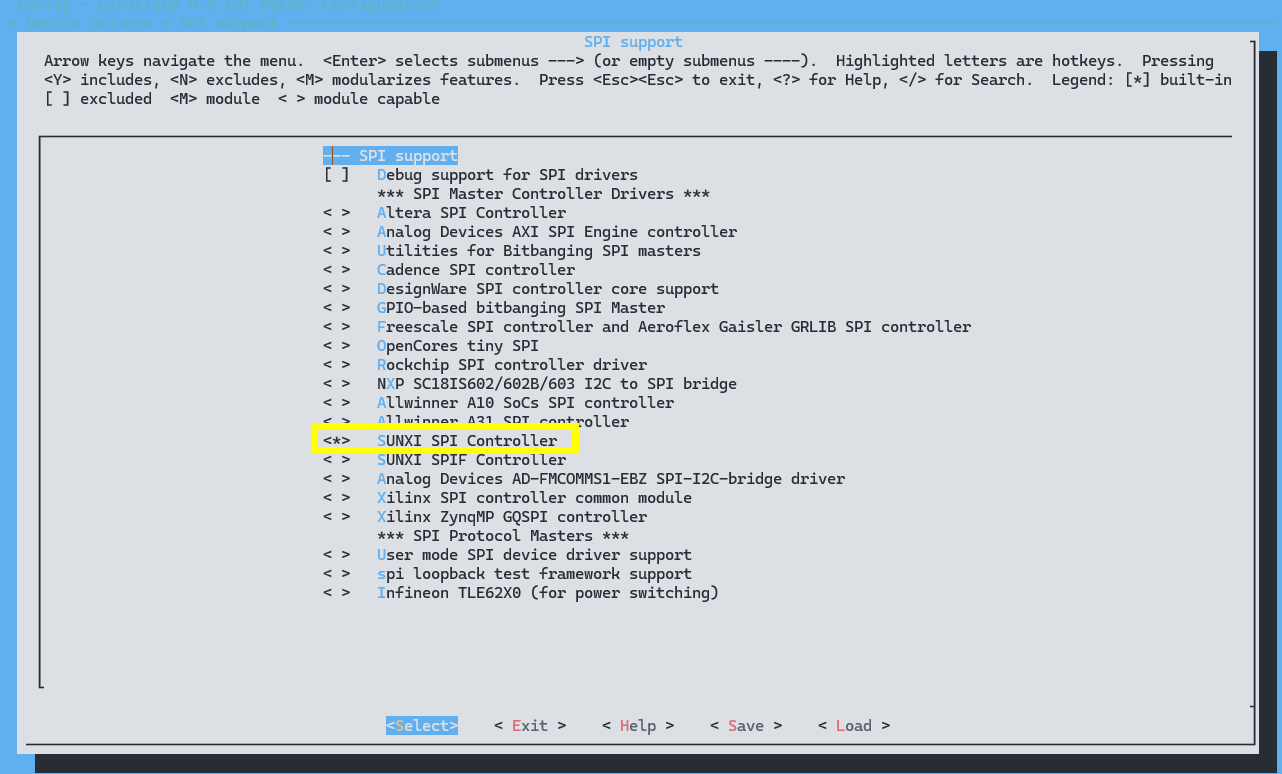 config - Linux/arm 4.9.191 Kernel Configuration
> Device Drivers > SPI support
SPI support
Arrow keys navigate the menu.  <Enter> selects submenus ---> (or empty submenus ----).  Highlighted letters are hotkeys.  Pressing
<Y> includes, <N> excludes, <M> modularizes features.  Press <Esc><Esc> to exit, <?> for Help, </> for Search.  Legend: [*] built-in
[ ] excluded  <M> module  < > module capable
--- SPI support
[ ]   Debug support for SPI drivers
*** SPI Master Controller Drivers ***
< >   Altera SPI Controller
< >   Analog Devices AXI SPI Engine controller
< >   Utilities for Bitbanging SPI masters
< >   Cadence SPI controller
< >   DesignWare SPI controller core support
< >   GPIO-based bitbanging SPI Master
< >   Freescale SPI controller and Aeroflex Gaisler GRLIB SPI controller
< >   OpenCores tiny SPI
< >   Rockchip SPI controller driver
< >   NXP SC18IS602/602B/603 I2C to SPI bridge
< >   Allwinner A10 SoCs SPI controller
< >   Allwinner A31 SPI controller
<*>   SUNXI SPI Controller
< >   SUNXI SPIF Controller
< >   Analog Devices AD-FMCOMMS1-EBZ SPI-I2C-bridge driver
< >   Xilinx SPI controller common module
< >   Xilinx ZynqMP GQSPI controller
*** SPI Protocol Masters ***
< >   User mode SPI device driver support
< >   spi loopback test framework support
< >   Infineon TLE62X0 (for power switching)
<Select>    < Exit >    < Help >    < Save >    < Load >